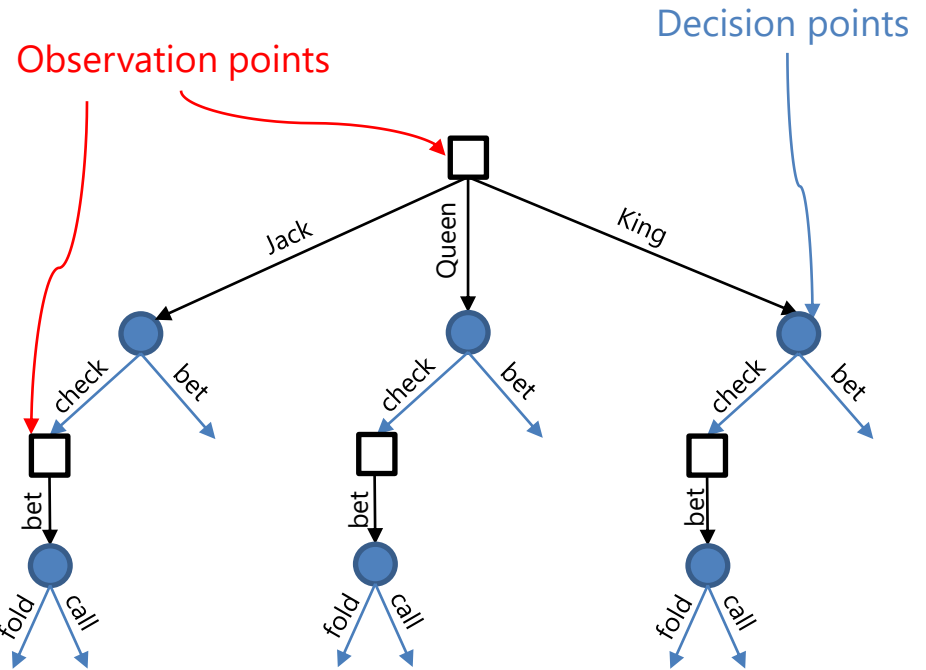 Decision points
Observation points
Jack
Queen
King
check
bet
check
bet
check
bet
bet
bet
bet
fold
call
fold
call
fold
call